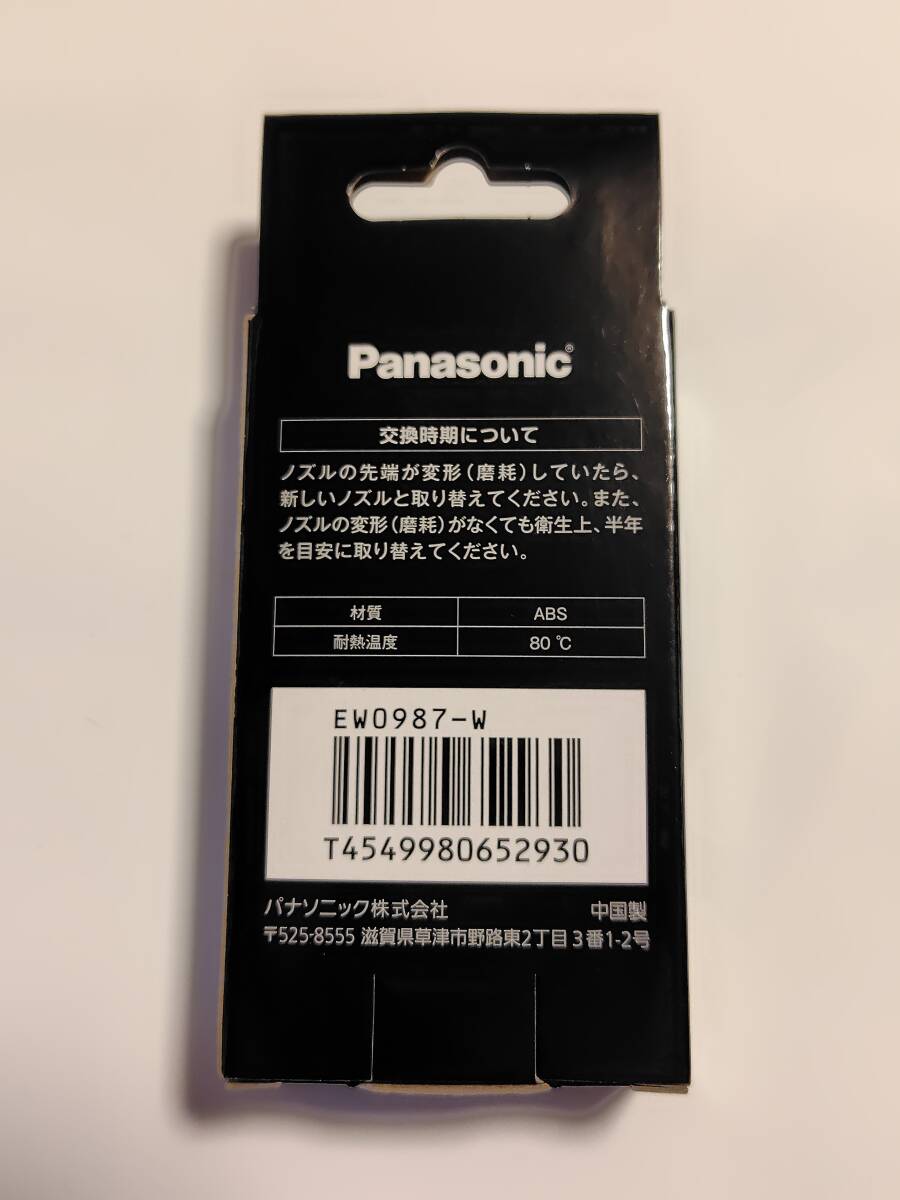 Panasonic®
交換時期について
ノズルの先端が変形(磨耗)していたら、
新しいノズルと取り替えてください。また、
ノズルの変形(磨耗)がなくても衛生上、半年
を目安に取り替えてください。
材質 ABS
耐熱温度 80 ℃
EW0987-W
T4549980652930
パナソニック株式会社 中国製
〒525-8555 滋賀県草津市野路東2丁目3番1-2号